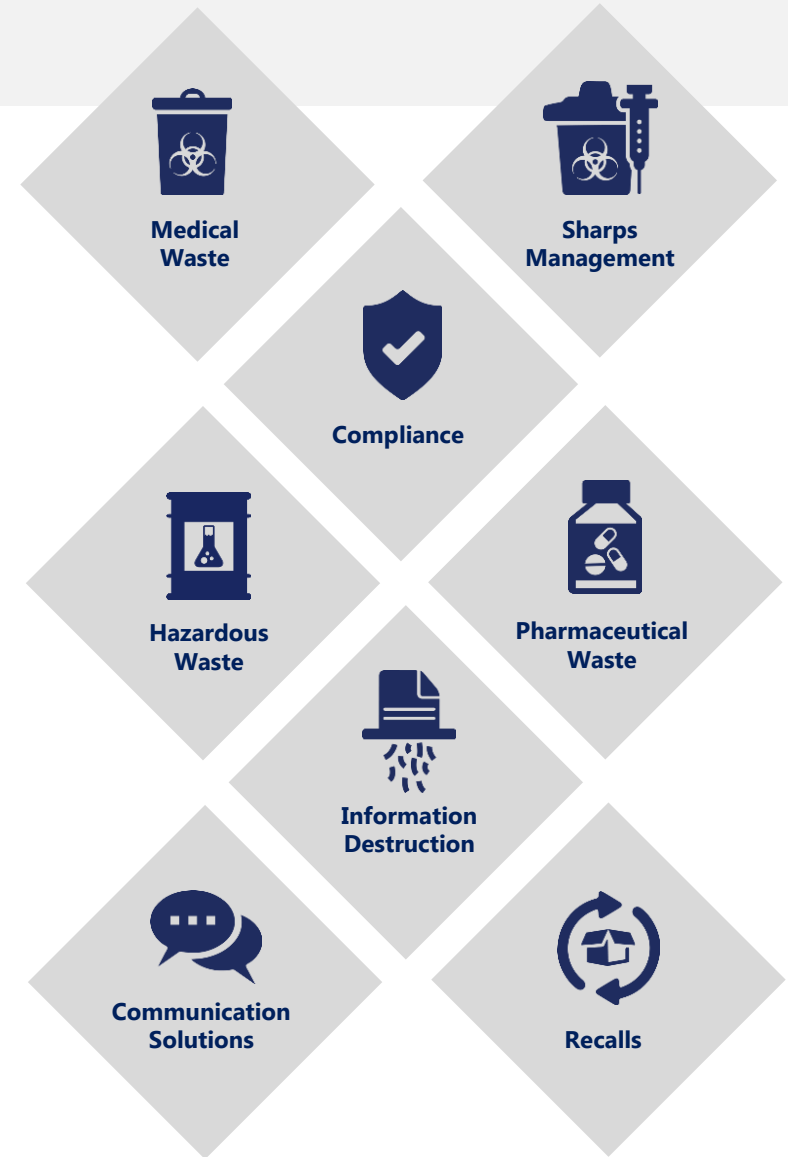 Medical
Waste
Sharps
Management
Compliance
Hazardous
Waste
Pharmaceutical
Waste
Information
Destruction
Communication
Solutions
Recalls